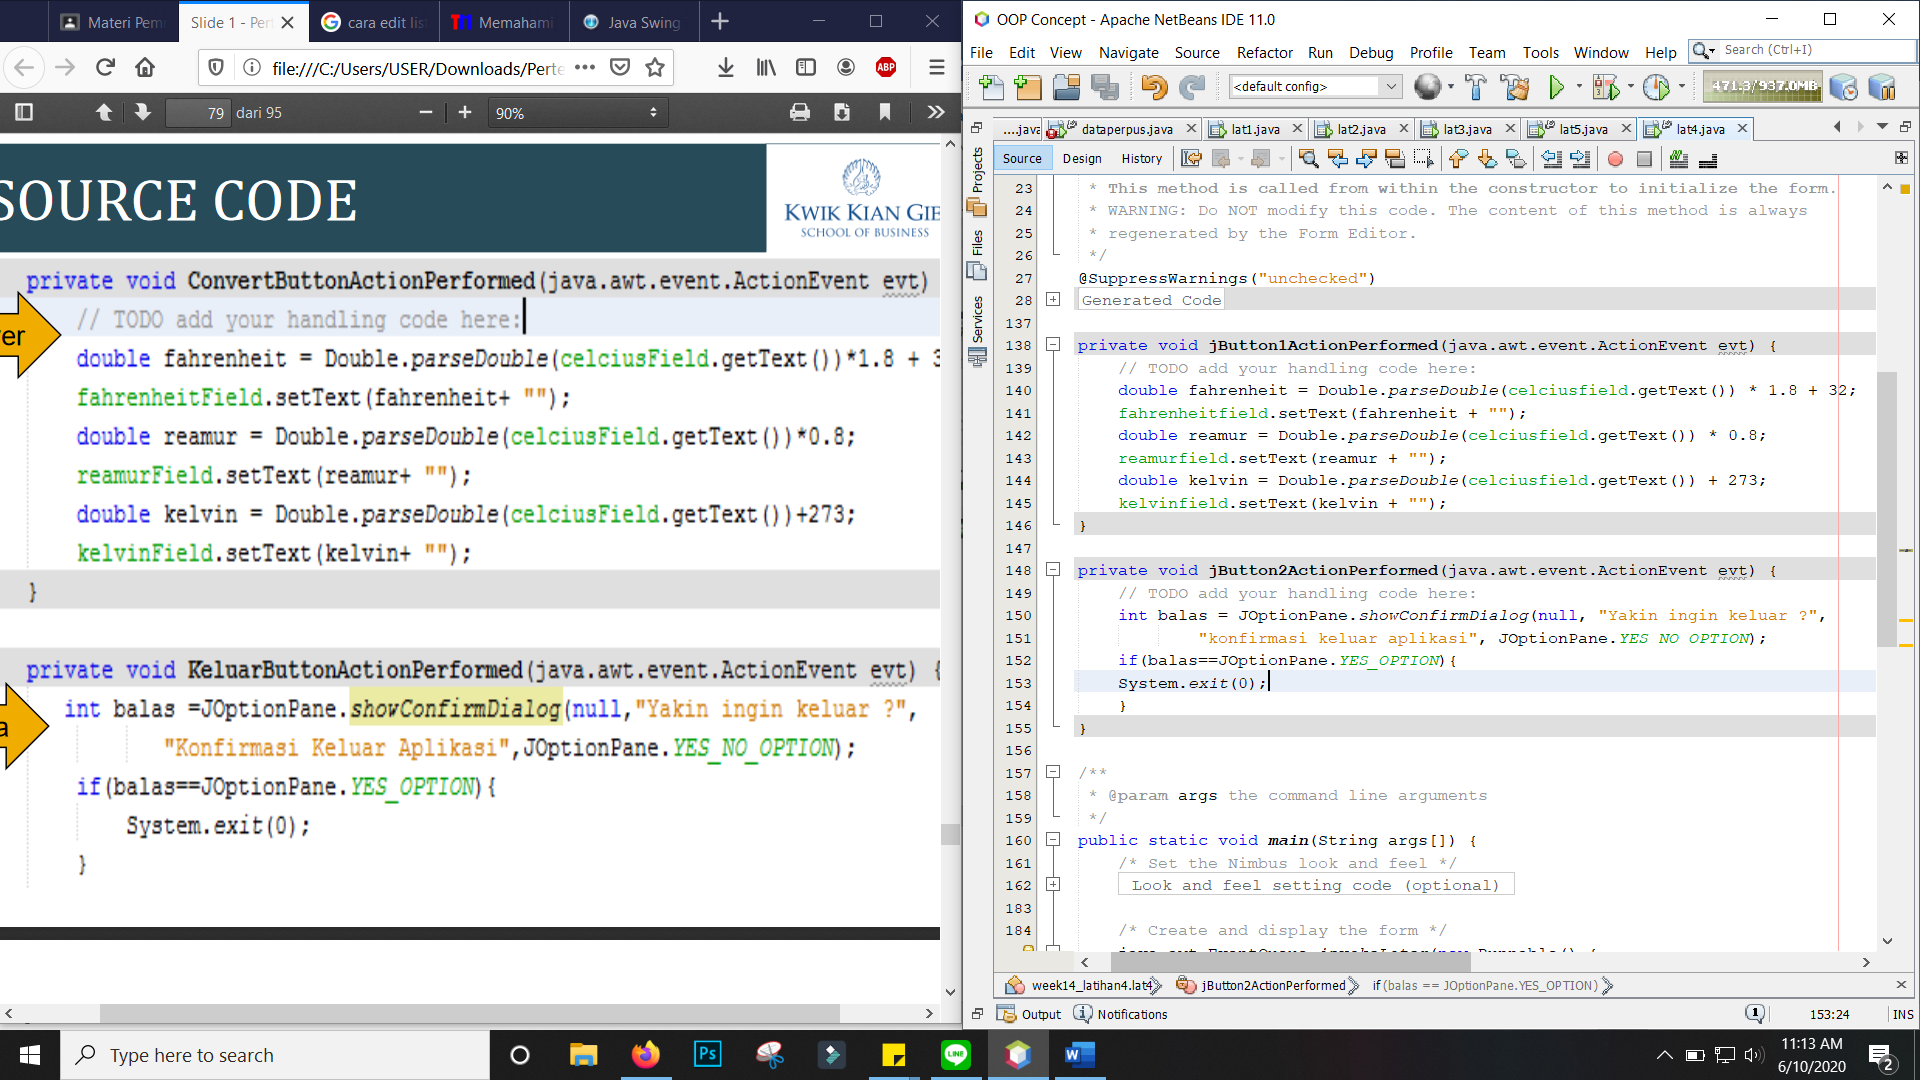 Materi Pem
Slide 1 - Pert
cara edit list
Memahami
Java Swing
file:///C:/Users/USER/Downloads/Perte
ABP
79 dari 95
90%
SOURCE CODE
KWIK KIAN GIE
SCHOOL OF BUSINESS
private void ConvertButtonActionPerformed(java.awt.event.ActionEvent evt)
// TODO add your handling code here:
ver
double fahrenheit = Double.parseDouble(celciusField.getText())*1.8 + 3
fahrenheitField.setText(fahrenheit+ "");
double reamur = Double.parseDouble(celciusField.getText())*0.8;
reamurField.setText(reamur+ "");
double kelvin = Double.parseDouble(celciusField.getText())+273;
kelvinField.setText(kelvin+ "");
}
private void KeluarButtonActionPerformed(java.awt.event.ActionEvent evt) {
a
int balas =JOptionPane.showConfirmDialog(null,"Yakin ingin keluar ?",
"Konfirmasi Keluar Aplikasi",JOptionPane.YES_NO_OPTION);
if(balas==JOptionPane.YES_OPTION){
System.exit(0);
}
OOP Concept - Apache NetBeans IDE 11.0
File Edit View Navigate Source Refactor Run Debug Profile Team Tools Window Help
Search (Ctrl+I)
<default config>
471.3/937.0MB
....java
dataperpus.java
lat1.java
lat2.java
lat3.java
lat5.java
lat4.java
Source Design History
Projects
Files
Services
23 * This method is called from within the constructor to initialize the form.
24 * WARNING: Do NOT modify this code. The content of this method is always
25 * regenerated by the Form Editor.
26 */
27 @SuppressWarnings("unchecked")
28 Generated Code
137
138 private void jButton1ActionPerformed(java.awt.event.ActionEvent evt) {
139 // TODO add your handling code here:
140 double fahrenheit = Double.parseDouble(celciusfield.getText()) * 1.8 + 32;
141 fahrenheitfield.setText(fahrenheit + "");
142 double reamur = Double.parseDouble(celciusfield.getText()) * 0.8;
143 reamurfield.setText(reamur + "");
144 double kelvin = Double.parseDouble(celciusfield.getText()) + 273;
145 kelvinfield.setText(kelvin + "");
146 }
147
148 private void jButton2ActionPerformed(java.awt.event.ActionEvent evt) {
149 // TODO add your handling code here:
150 int balas = JOptionPane.showConfirmDialog(null, "Yakin ingin keluar ?",
151 "konfirmasi keluar aplikasi", JOptionPane.YES_NO_OPTION);
152 if(balas==JOptionPane.YES_OPTION){
153 System.exit(0);
154 }
155 }
156
157 /**
158 * @param args the command line arguments
159 */
160 public static void main(String args[]) {
161 /* Set the Nimbus look and feel */
162 Look and feel setting code (optional)
183
184 /* Create and display the form */
java.awt.EventQueue.invokeLater(new Runnable() {
week14_latihan4.lat4
jButton2ActionPerformed
if (balas == JOptionPane.YES_OPTION)
Output
Notifications
1
153:24
INS
Type here to search
Ps
LINE
W
11:13 AM
6/10/2020
2